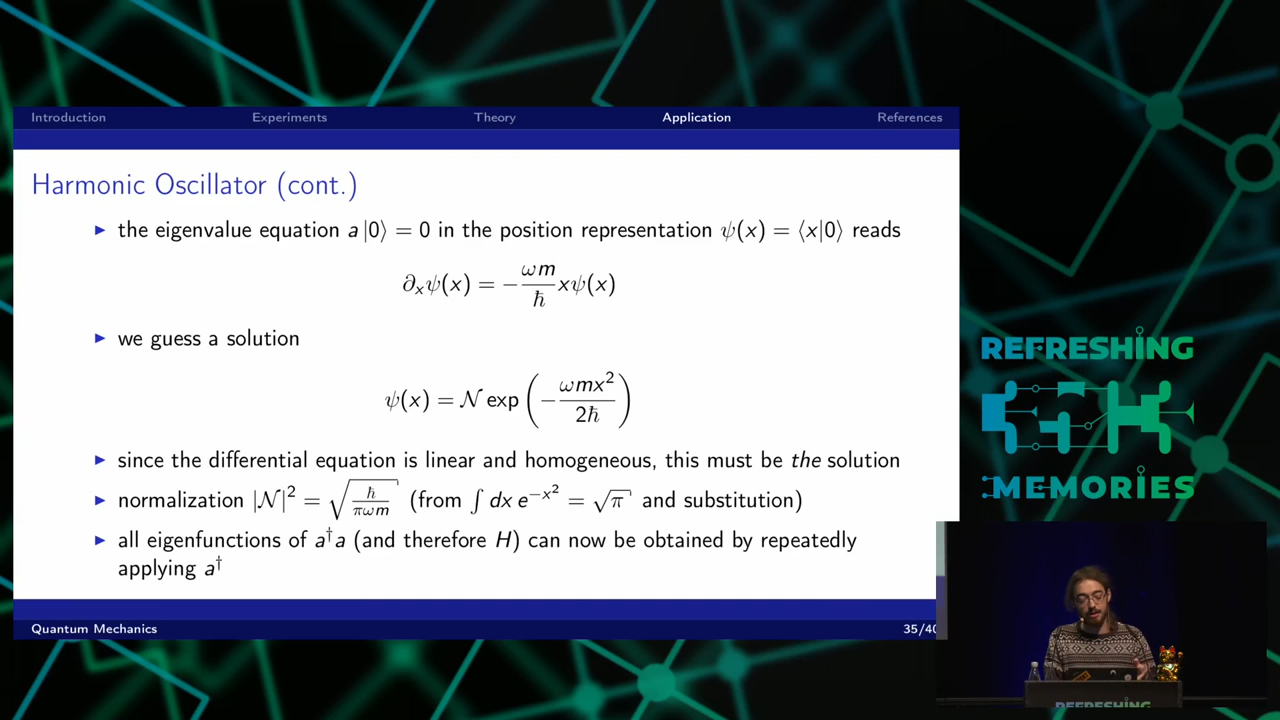 Introduction Experiments Theory Application References
Harmonic Oscillator (cont.)
▶ the eigenvalue equation a |0⟩ = 0 in the position representation ψ(x) = ⟨x|0⟩ reads
∂ₓψ(x) = −(ωm/ħ) xψ(x)
▶ we guess a solution
ψ(x) = 𝒩 exp (−ωmx²/2ħ)
▶ since the differential equation is linear and homogeneous, this must be the solution
▶ normalization |𝒩|² = √(ħ/πωm) (from ∫ dx e^{−x²} = √π and substitution)
▶ all eigenfunctions of a†a (and therefore H) can now be obtained by repeatedly
applying a†
Quantum Mechanics 35/40
REFRESHING
MEMORIES
REFRESHING